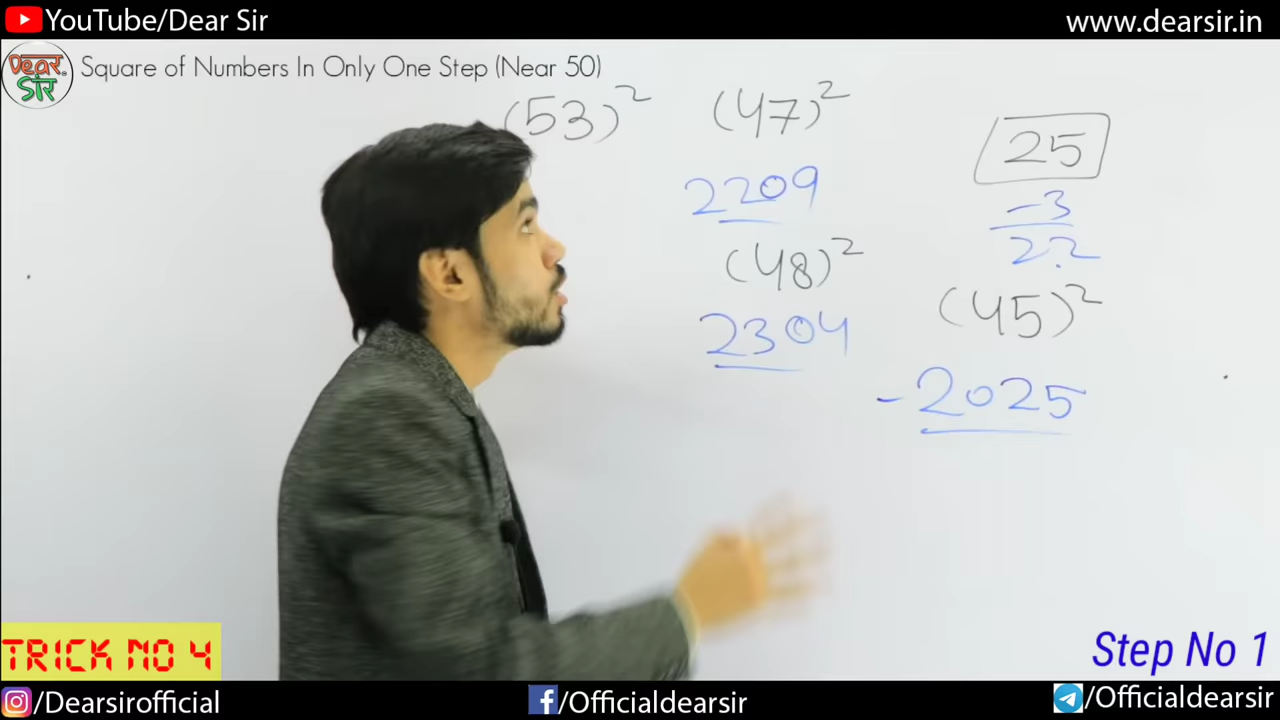 YouTube/Dear Sir
www.dearsir.in
दीयर सर
Square of Numbers In Only One Step (Near 50)
(53)²
(47)²
25
2209
-3
22
(48)²
(45)²
2304
-2025
TRICK NO 4
Step No 1
/Dearsirofficial
/Officialdearsir
/Officialdearsir